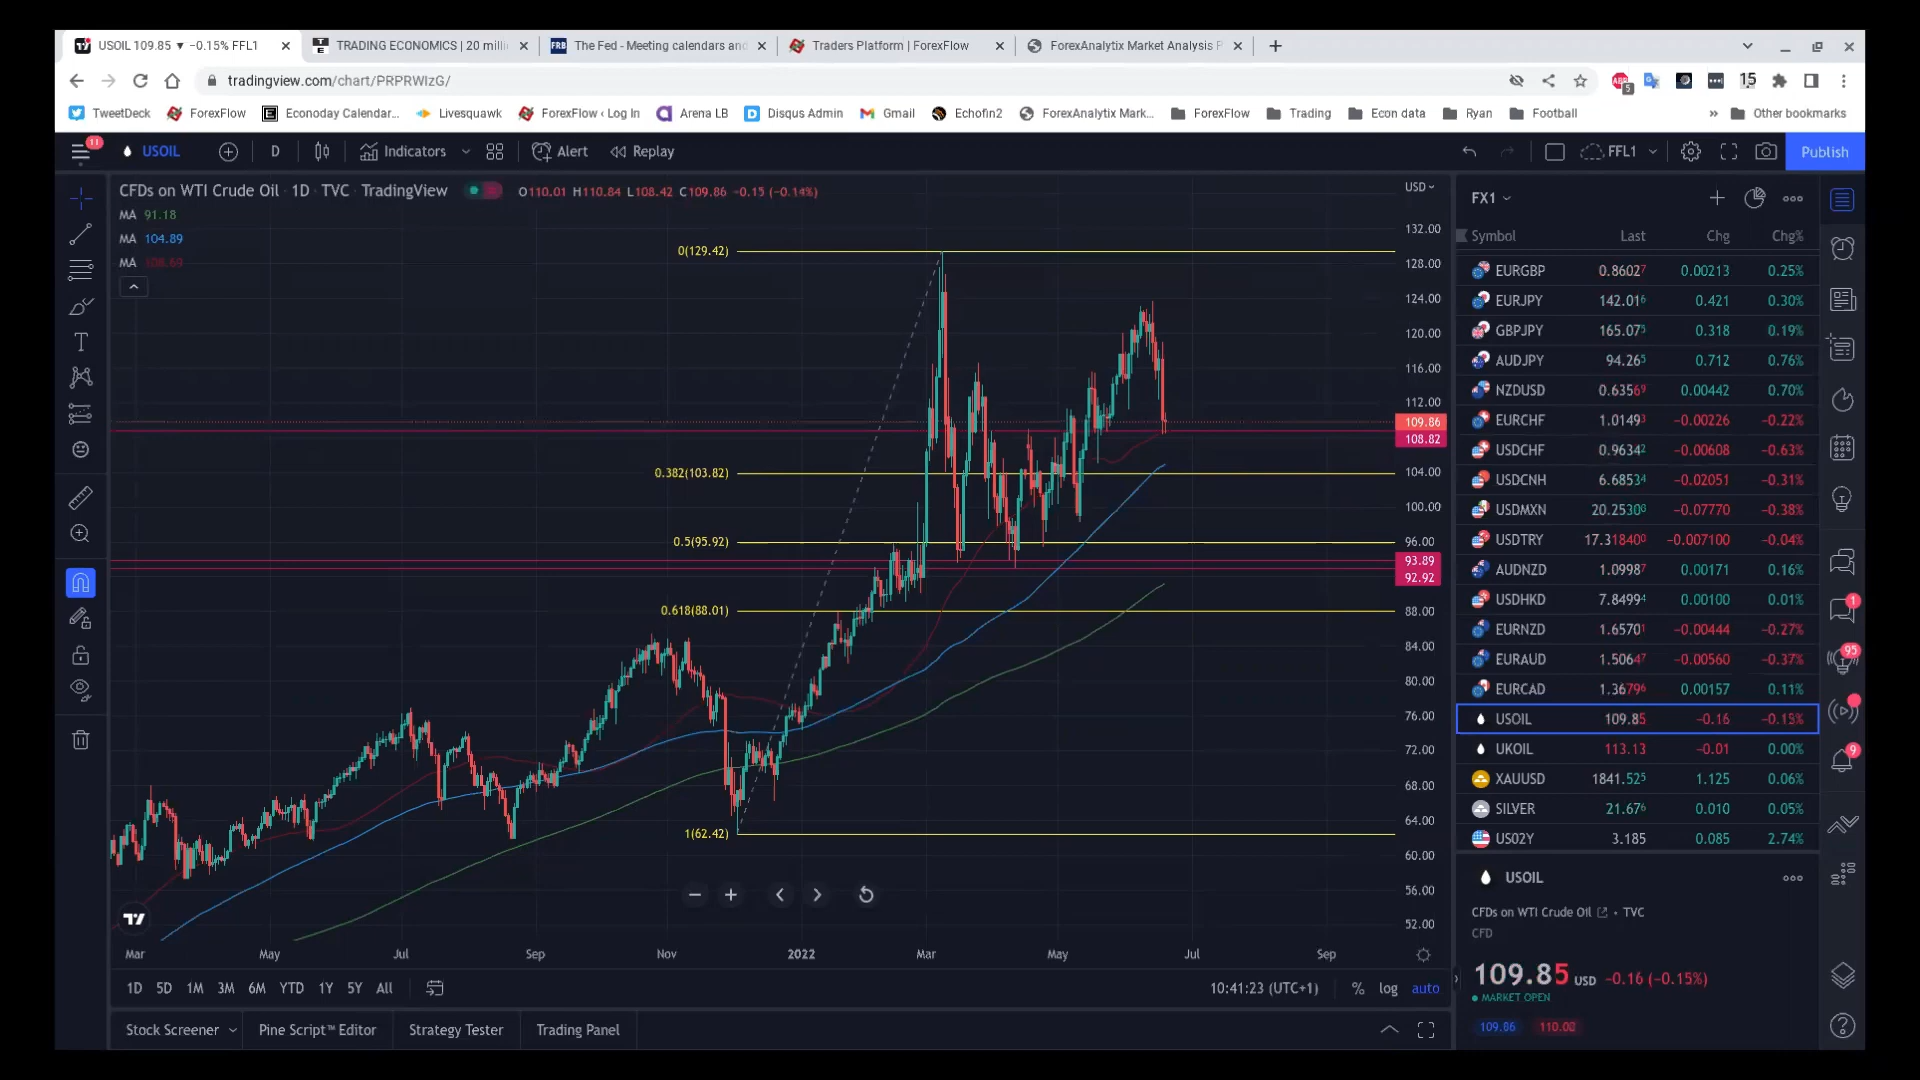 USOIL 109.85 ▼ −0.15% FFL1
TRADING ECONOMICS | 20 milli
The Fed - Meeting calendars and
Traders Platform | ForexFlow
ForexAnalytix Market Analysis P
tradingview.com/chart/PRPRWIzG/
TweetDeck ForexFlow Econoday Calendar... Livesquawk ForexFlow ‹ Log In Arena LB Disqus Admin Gmail Echofin2 ForexAnalytix Mark... ForexFlow Trading Econ data Ryan Football » Other bookmarks
11 USOIL D Indicators Alert Replay FFL1 Publish
CFDs on WTI Crude Oil · 1D · TVC · TradingView O110.01 H110.84 L108.42 C109.86 −0.15 (−0.14%)
MA 91.18
MA 104.89
MA 108.69
USD
132.00
128.00
124.00
120.00
116.00
112.00
109.86
108.82
104.00
100.00
96.00
93.89
92.92
88.00
84.00
80.00
76.00
72.00
68.00
64.00
60.00
56.00
52.00
0(129.42)
0.382(103.82)
0.5(95.92)
0.618(88.01)
1(62.42)
Mar May Jul Sep Nov 2022 Mar May Jul Sep
1D 5D 1M 3M 6M YTD 1Y 5Y All 10:41:23 (UTC+1) % log auto
Stock Screener Pine Script™ Editor Strategy Tester Trading Panel
FX1
Symbol Last Chg Chg%
EURGBP 0.86027 0.00213 0.25%
EURJPY 142.016 0.421 0.30%
GBPJPY 165.075 0.318 0.19%
AUDJPY 94.265 0.712 0.76%
NZDUSD 0.63569 0.00442 0.70%
EURCHF 1.01493 −0.00226 −0.22%
USDCHF 0.96342 −0.00608 −0.63%
USDCNH 6.68534 −0.02051 −0.31%
USDMXN 20.25300 −0.07770 −0.38%
USDTRY 17.318400 −0.007100 −0.04%
AUDNZD 1.09987 0.00171 0.16%
USDHKD 7.84994 0.00100 0.01%
EURNZD 1.65701 −0.00444 −0.27%
EURAUD 1.50647 −0.00560 −0.37%
EURCAD 1.36796 0.00157 0.11%
USOIL 109.85 −0.16 −0.15%
UKOIL 113.13 −0.01 0.00%
XAUUSD 1841.525 1.125 0.06%
SILVER 21.676 0.010 0.05%
US02Y 3.185 0.085 2.74%
USOIL
CFDs on WTI Crude Oil · TVC
CFD
109.85 USD −0.16 (−0.15%)
MARKET OPEN
109.86 110.00
1
95
9